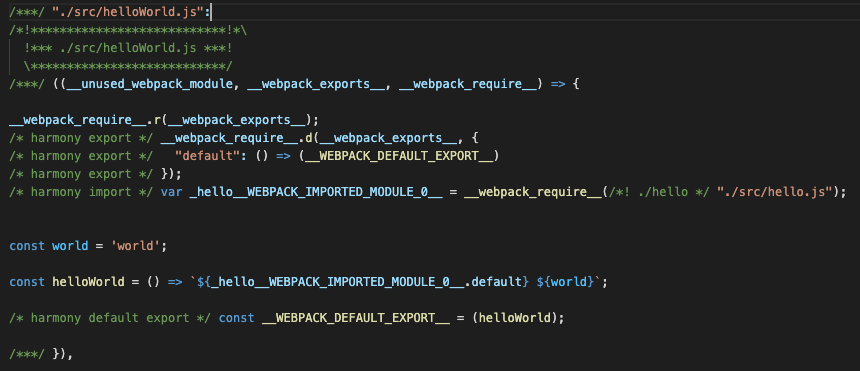 /***/ "./src/helloWorld.js":
/*!***************************!*\
  !*** ./src/helloWorld.js ***!
  \***************************/
/***/ ((__unused_webpack_module, __webpack_exports__, __webpack_require__) => {
__webpack_require__.r(__webpack_exports__);
/* harmony export */ __webpack_require__.d(__webpack_exports__, {
/* harmony export */   "default": () => (__WEBPACK_DEFAULT_EXPORT__)
/* harmony export */ });
/* harmony import */ var _hello__WEBPACK_IMPORTED_MODULE_0__ = __webpack_require__(/*! ./hello */ "./src/hello.js");
const world = 'world';
const helloWorld = () => `${_hello__WEBPACK_IMPORTED_MODULE_0__.default} ${world}`;
/* harmony default export */ const __WEBPACK_DEFAULT_EXPORT__ = (helloWorld);
/***/ }),